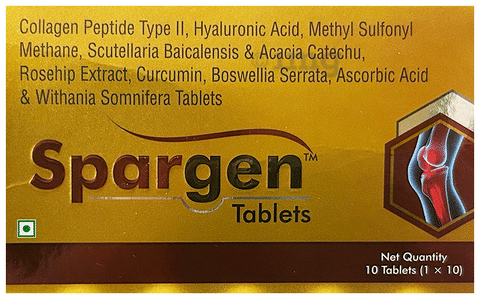 Collagen Peptide Type II, Hyaluronic Acid, Methyl Sulfonyl
Methane, Scutellaria Baicalensis & Acacia Catechu,
Rosehip Extract, Curcumin, Boswellia Serrata, Ascorbic Acid
& Withania Somnifera Tablets
Spargen™
Tablets
Net Quantity
10 Tablets (1 × 10)